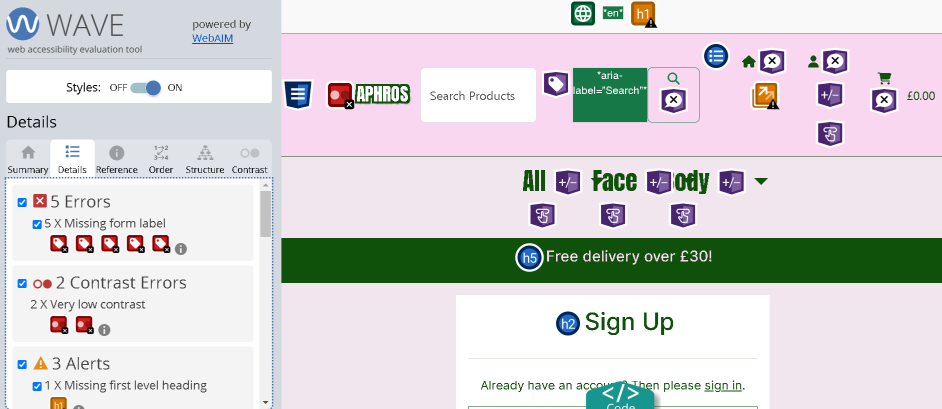 WAVE
web accessibility evaluation tool
powered by
WebAIM
Styles: OFF ON
Details
Summary Details Reference Order Structure Contrast
5 Errors
5 X Missing form label
2 Contrast Errors
2 X Very low contrast
3 Alerts
1 X Missing first level heading
h1
*en* h1
APHROS
Search Products
*aria-
label="Search"*
£0.00
All Face Body
h5 Free delivery over £30!
h2 Sign Up
Already have an account? Then please sign in.
</>
Code